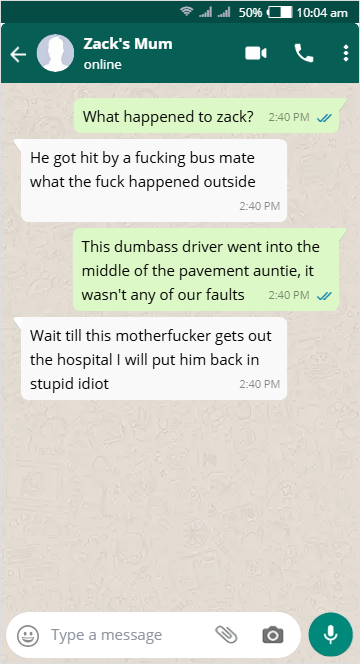 50% 10:04 am
Zack's Mum
online
What happened to zack? 2:40 PM
He got hit by a fucking bus mate
what the fuck happened outside
2:40 PM
This dumbass driver went into the
middle of the pavement auntie, it
wasn't any of our faults 2:40 PM
Wait till this motherfucker gets out
the hospital I will put him back in
stupid idiot 2:40 PM
Type a message